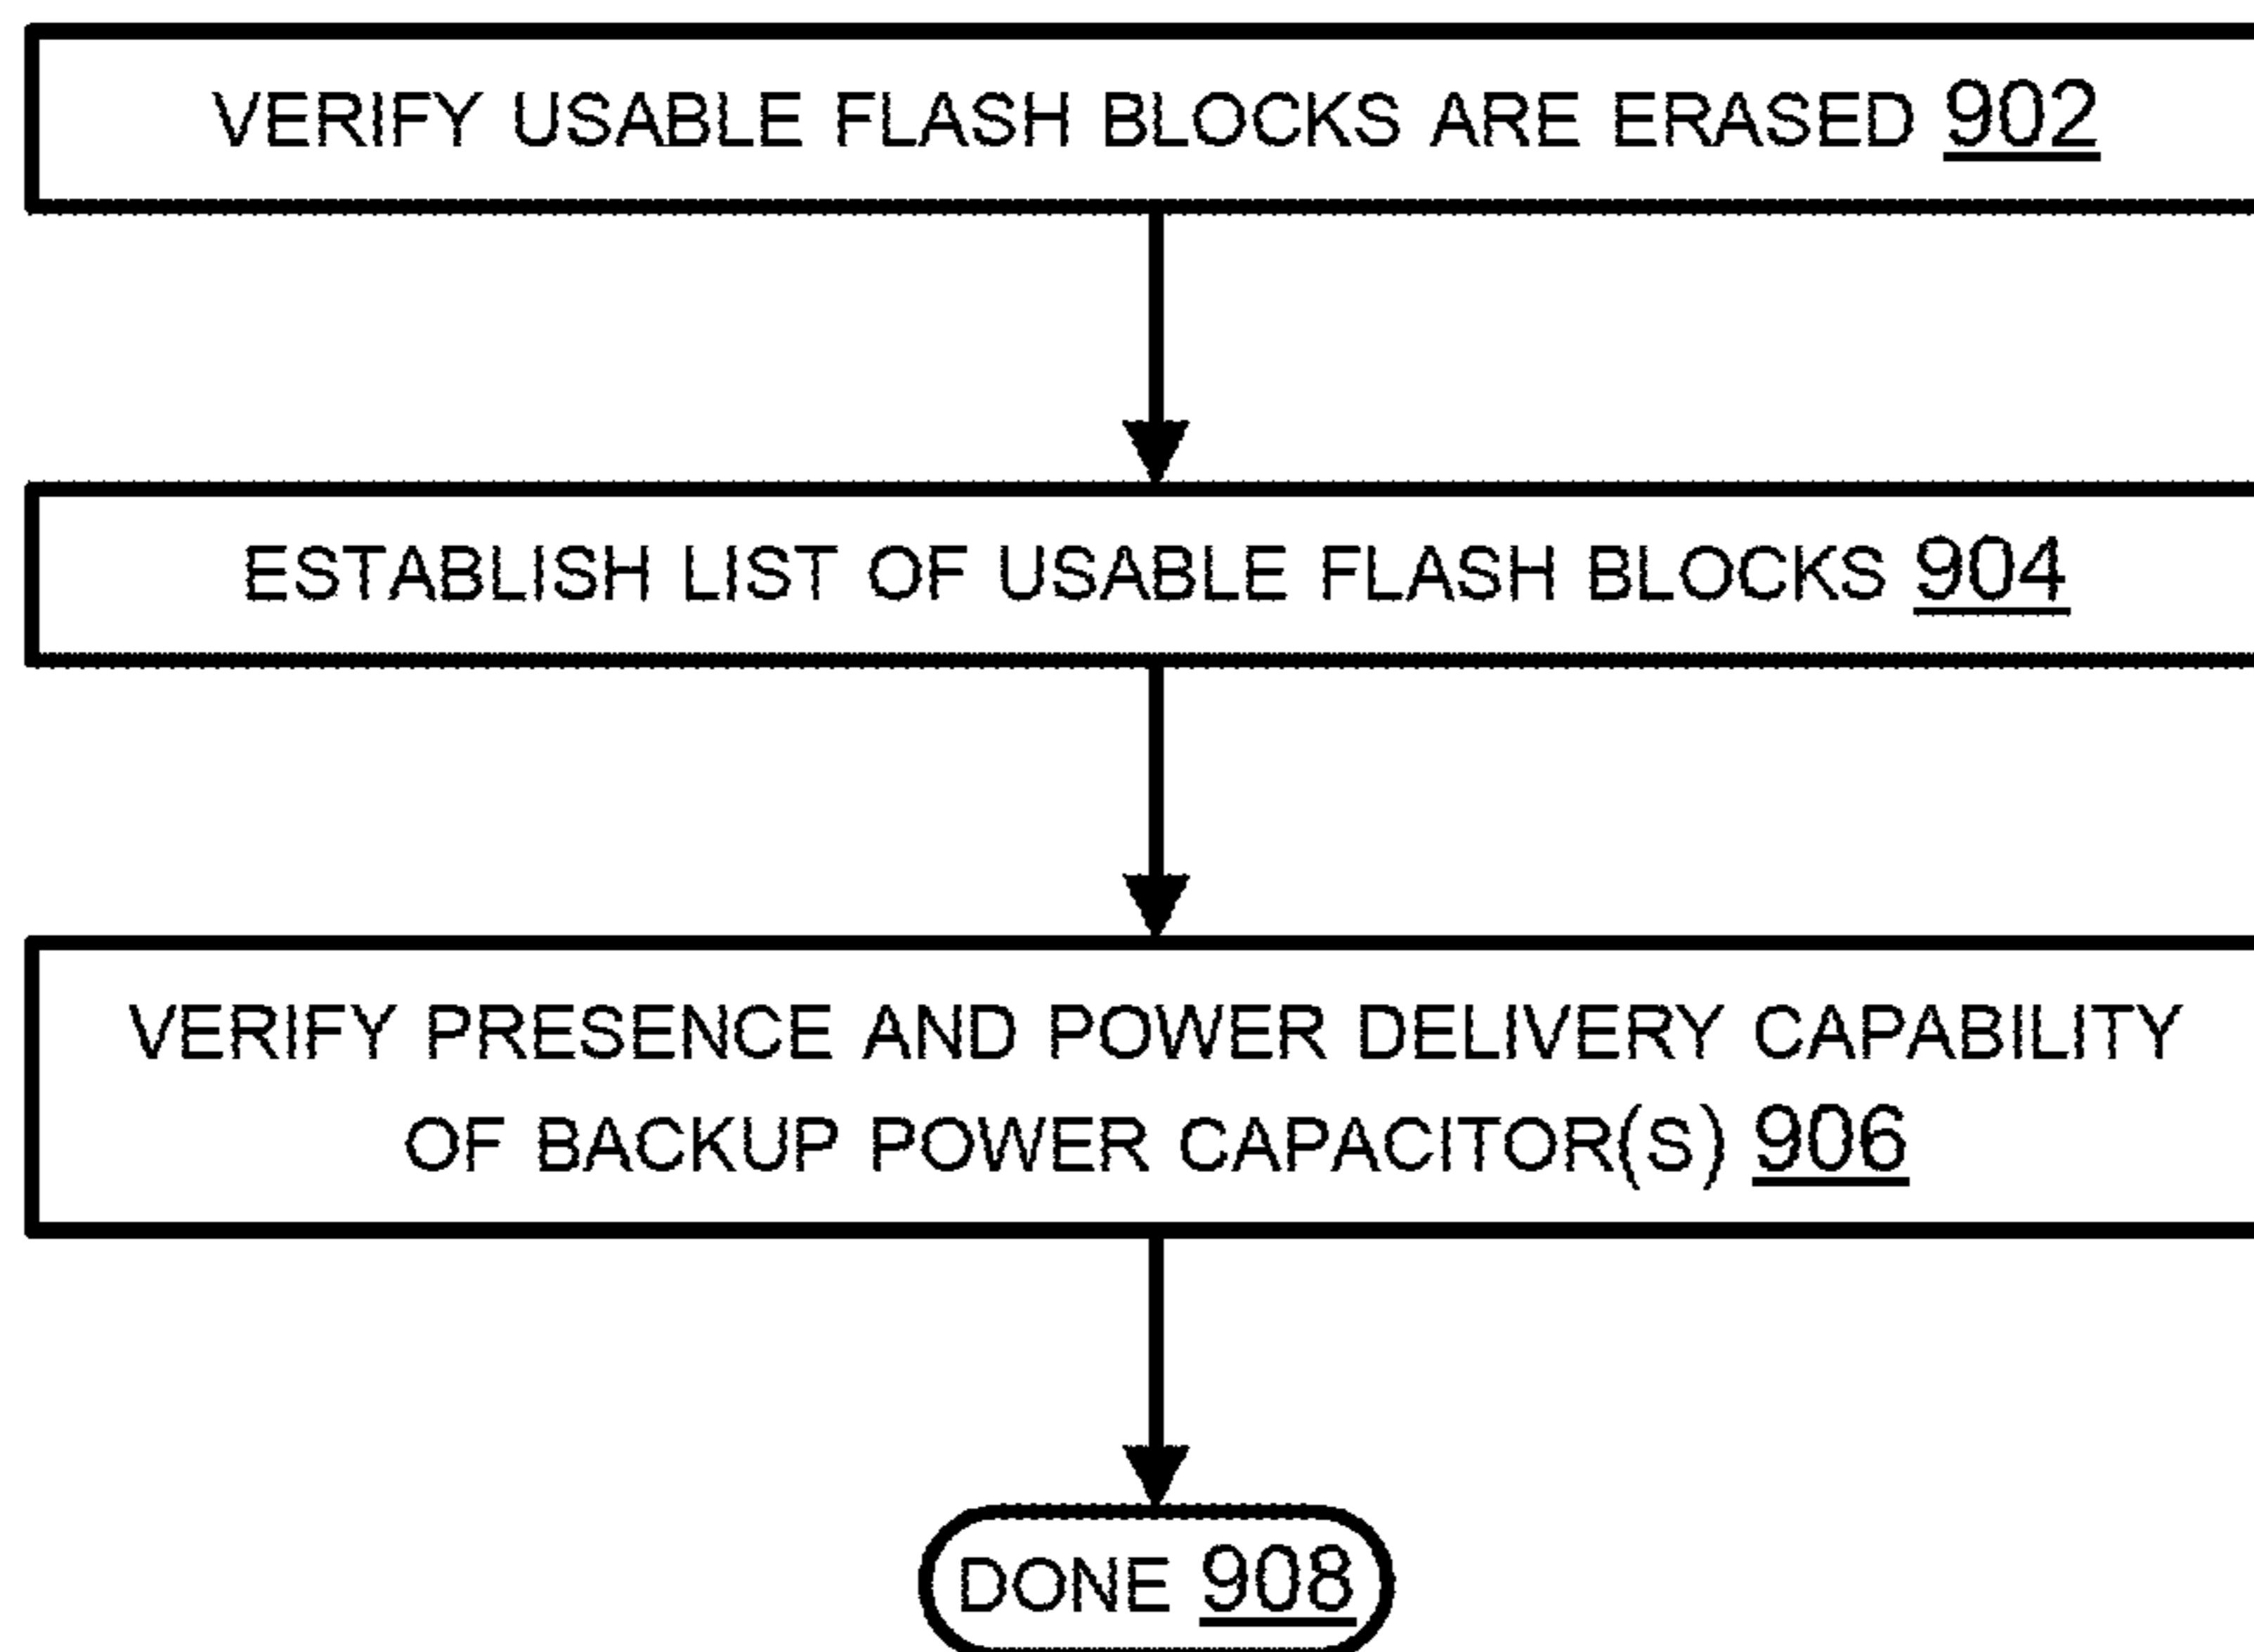 VERIFY USABLE FLASH BLOCKS ARE ERASED 902
ESTABLISH LIST OF USABLE FLASH BLOCKS 904
VERIFY PRESENCE AND POWER DELIVERY CAPABILITY
OF BACKUP POWER CAPACITOR(S) 906
DONE 908